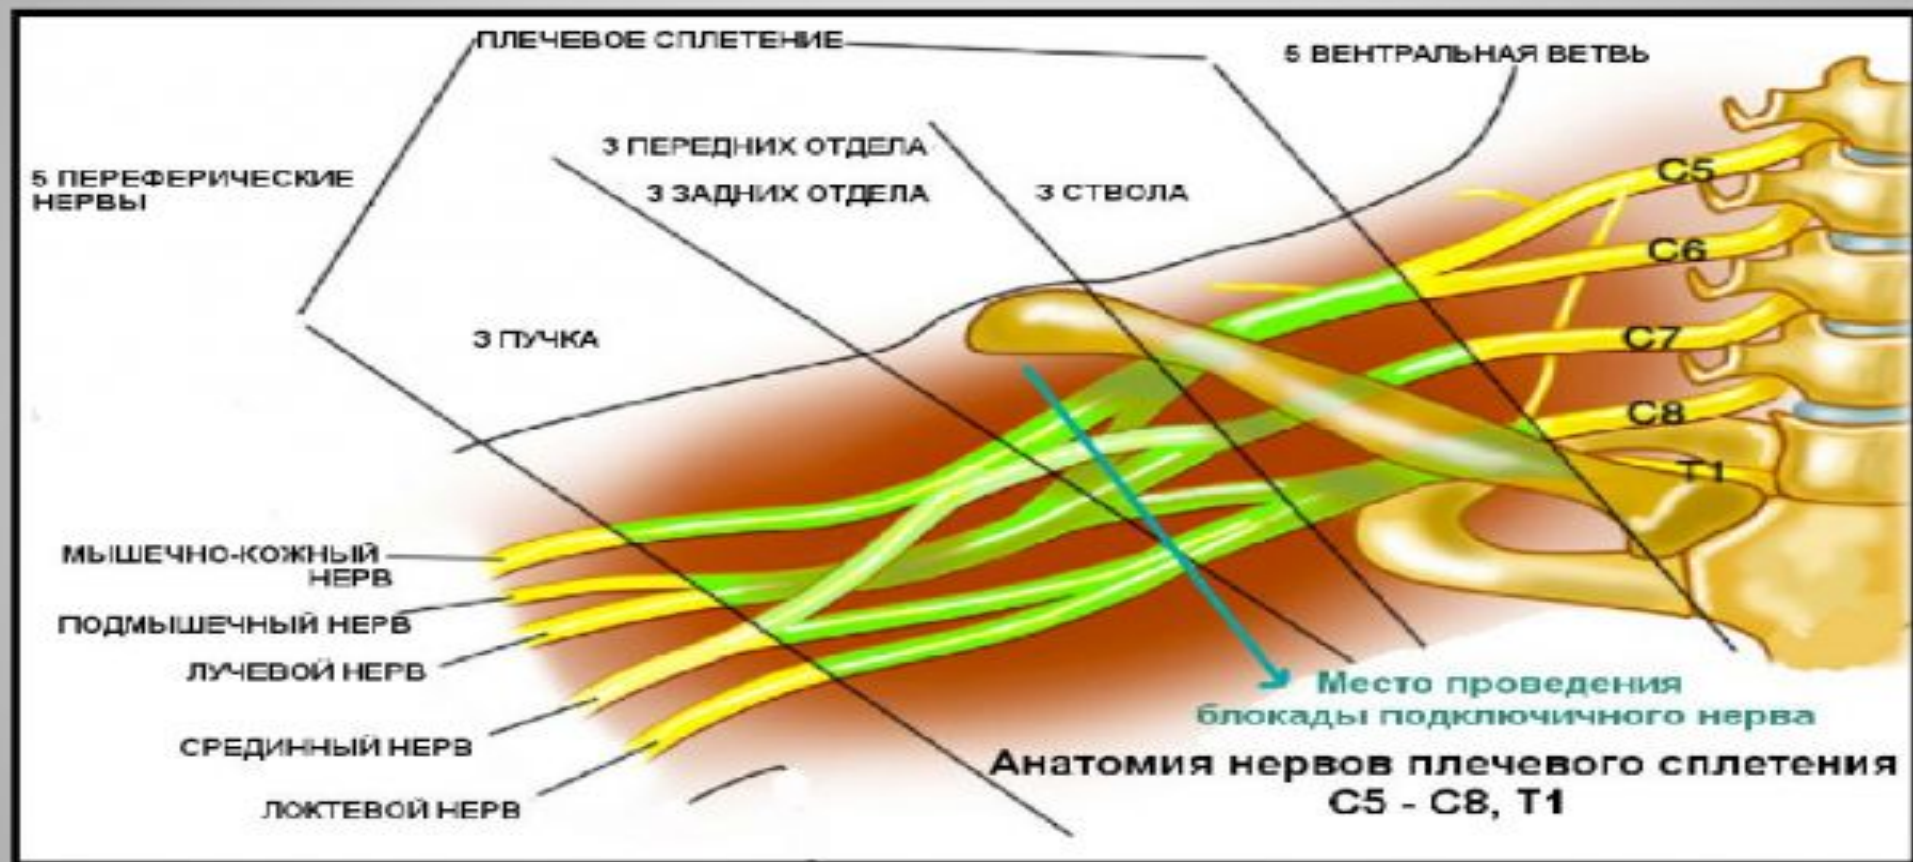 ПЛЕЧЕВОЕ СПЛЕТЕНИЕ
5 ВЕНТРАЛЬНАЯ ВЕТВЬ
3 ПЕРЕДНИХ ОТДЕЛА
3 ЗАДНИХ ОТДЕЛА
3 СТВОЛА
5 ПЕРЕФЕРИЧЕСКИЕ
НЕРВЫ
3 ПУЧКА
C5
C6
C7
C8
T1
МЫШЕЧНО-КОЖНЫЙ
НЕРВ
ПОДМЫШЕЧНЫЙ НЕРВ
ЛУЧЕВОЙ НЕРВ
СРЕДИННЫЙ НЕРВ
ЛОКТЕВОЙ НЕРВ
Место проведения
блокады подключичного нерва
Анатомия нервов плечевого сплетения
C5 - C8, T1